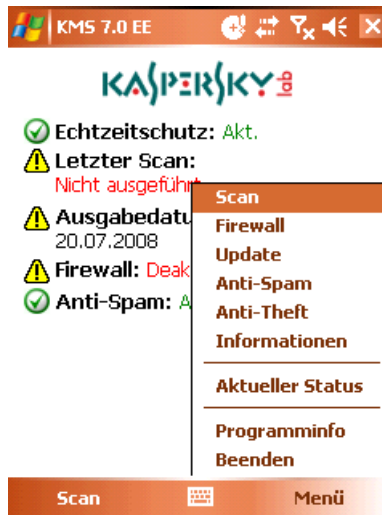 KMS 7.0 EE
KASPERSKY lab
Echtzeitschutz: Akt.
Letzter Scan:
Nicht ausgeführt
Ausgabedatu
20.07.2008
Firewall: Deak
Anti-Spam: A
Scan
Firewall
Update
Anti-Spam
Anti-Theft
Informationen
Aktueller Status
Programminfo
Beenden
Scan
Menü